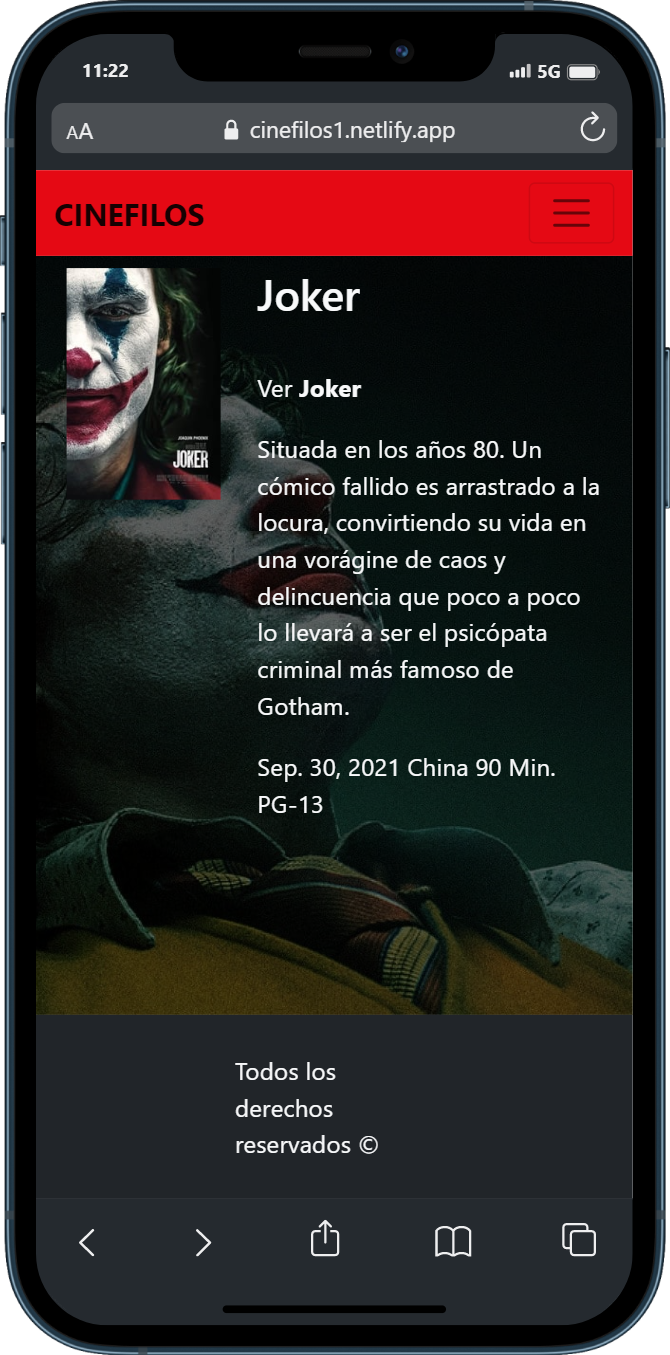 11:22
5G
AA
cinefilos1.netlify.app
CINEFILOS
Joker
JOAQUIN PHOENIX
JOKER
Ver Joker
Situada en los años 80. Un
cómico fallido es arrastrado a la
locura, convirtiendo su vida en
una vorágine de caos y
delincuencia que poco a poco
lo llevará a ser el psicópata
criminal más famoso de
Gotham.
Sep. 30, 2021 China 90 Min.
PG-13
Todos los
derechos
reservados ©